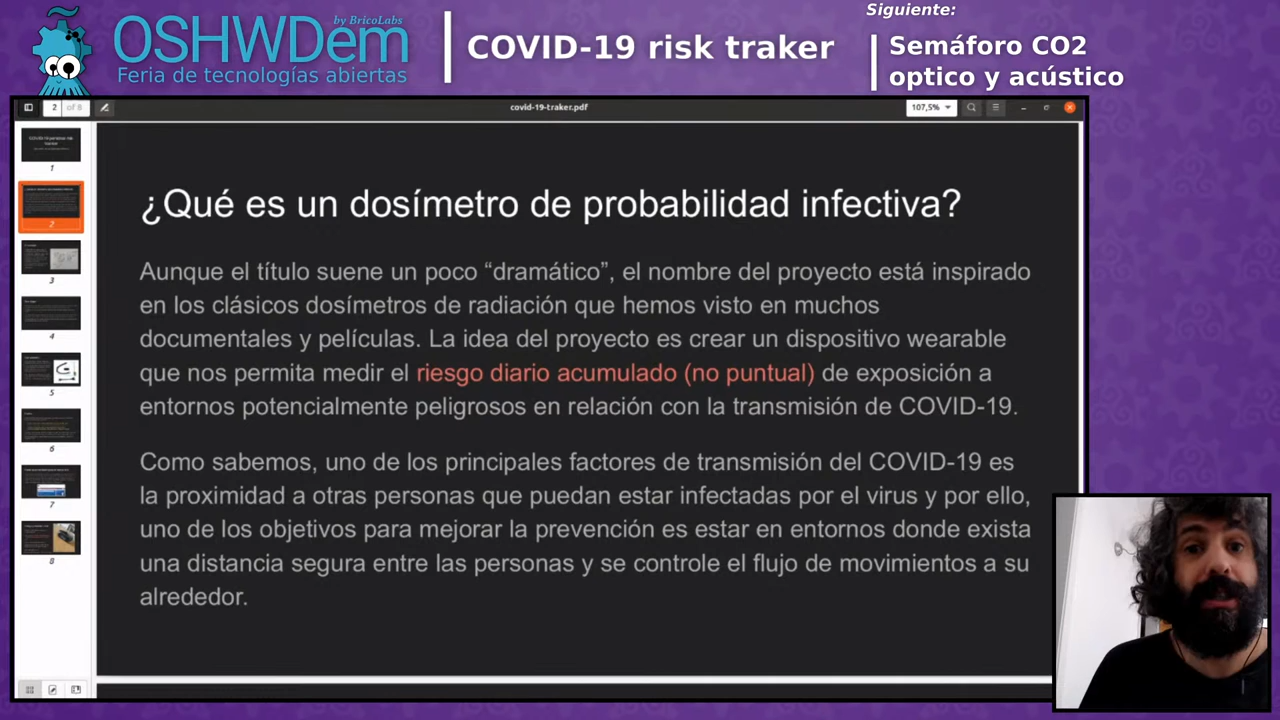 by BricoLabs
OSHWDem
Feria de tecnologías abiertas
COVID-19 risk traker
Siguiente:
Semáforo CO2
optico y acústico
2 of 8
covid-19-traker.pdf
107,5%
1
2
3
4
5
6
7
8
¿Qué es un dosímetro de probabilidad infectiva?
Aunque el título suene un poco “dramático”, el nombre del proyecto está inspirado
en los clásicos dosímetros de radiación que hemos visto en muchos
documentales y películas. La idea del proyecto es crear un dispositivo wearable
que nos permita medir el riesgo diario acumulado (no puntual) de exposición a
entornos potencialmente peligrosos en relación con la transmisión de COVID-19.
Como sabemos, uno de los principales factores de transmisión del COVID-19 es
la proximidad a otras personas que puedan estar infectadas por el virus y por ello,
uno de los objetivos para mejorar la prevención es estar en entornos donde exista
una distancia segura entre las personas y se controle el flujo de movimientos a su
alrededor.